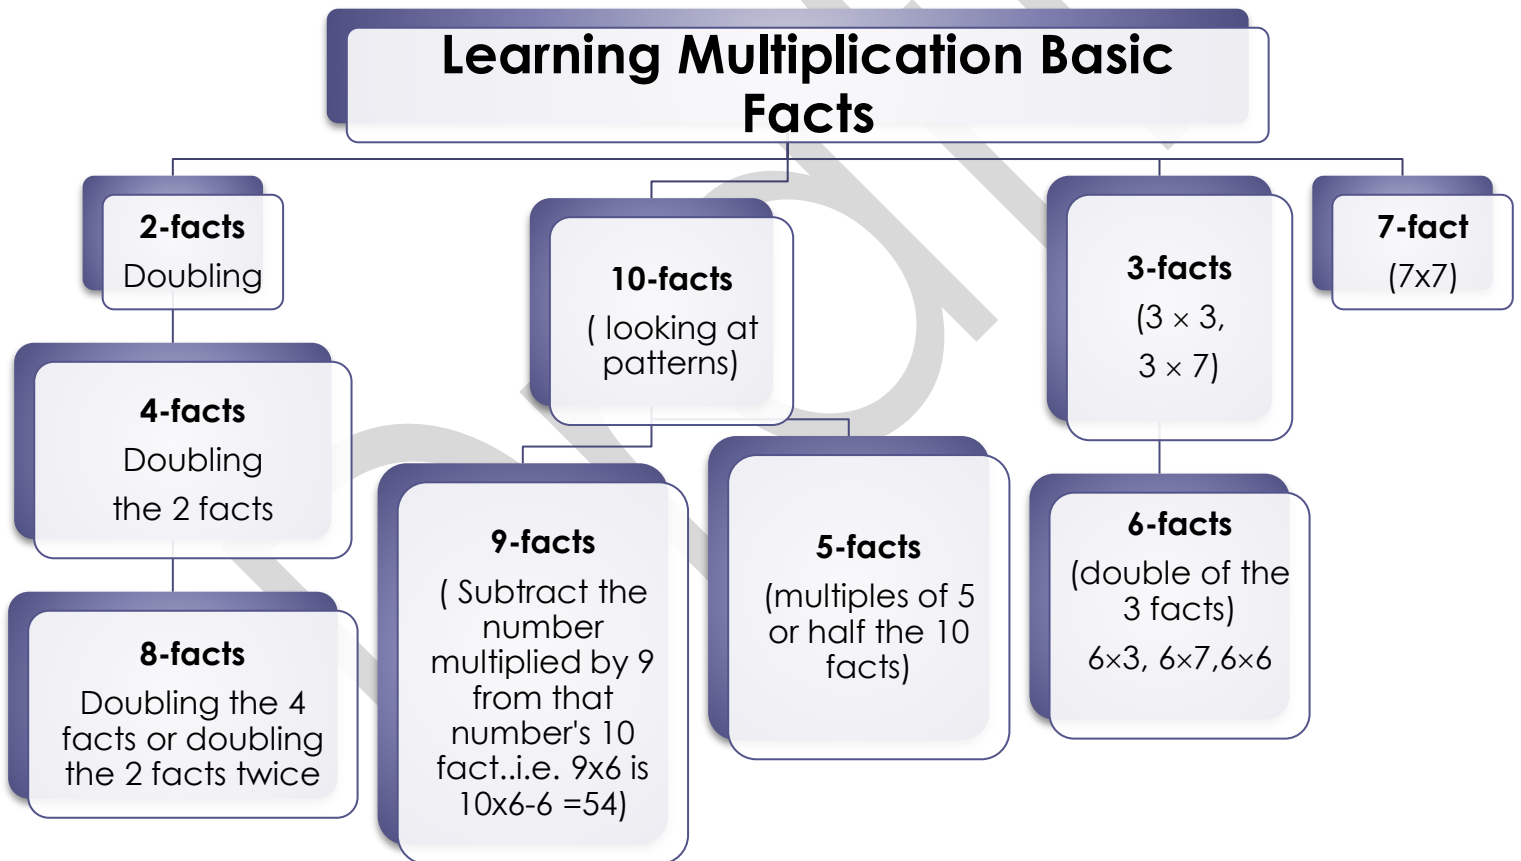 Learning Multiplication Basic
Facts
2-facts
Doubling
4-facts
Doubling
the 2 facts
8-facts
Doubling the 4
facts or doubling
the 2 facts twice
10-facts
( looking at
patterns)
9-facts
( Subtract the
number
multiplied by 9
from that
number's 10
fact..i.e. 9x6 is
10x6-6 =54)
5-facts
(multiples of 5
or half the 10
facts)
3-facts
(3 × 3,
3 × 7)
6-facts
(double of the
3 facts)
6×3, 6×7,6×6
7-fact
(7x7)